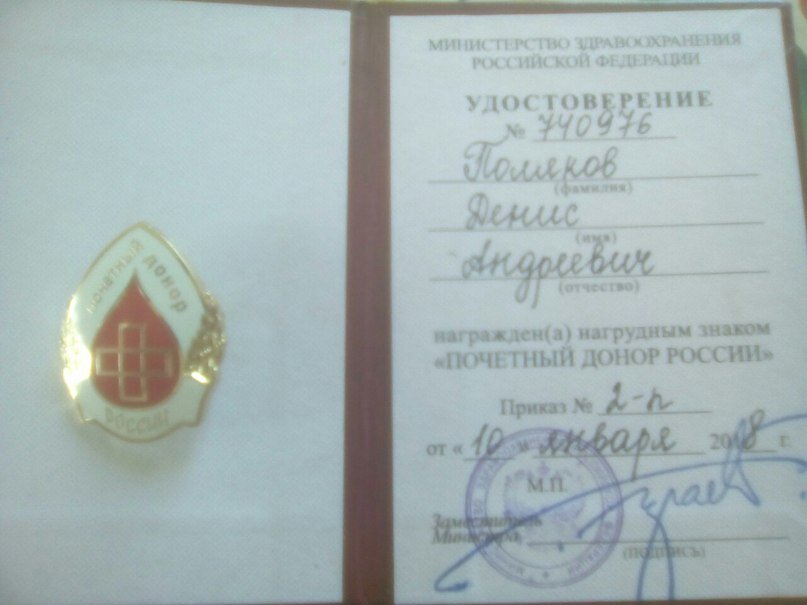 почетный донор
РОССИИ
МИНИСТЕРСТВО ЗДРАВООХРАНЕНИЯ
РОССИЙСКОЙ ФЕДЕРАЦИИ
УДОСТОВЕРЕНИЕ
№ 740976
Поляков
(фамилия)
Денис
(имя)
Андреевич
(отчество)
награжден(а) нагрудным знаком
«ПОЧЕТНЫЙ ДОНОР РОССИИ»
Приказ № 2-п
от « 10 » января 2018 г.
М.П.
Заместитель
Министра
(ПОДПИСЬ)